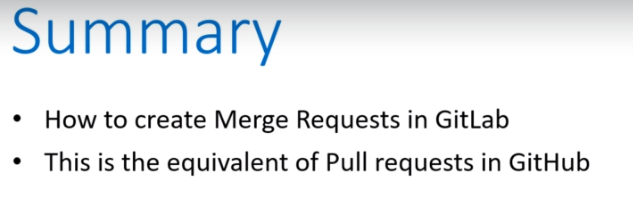 Summary
• How to create Merge Requests in GitLab
• This is the equivalent of Pull requests in GitHub